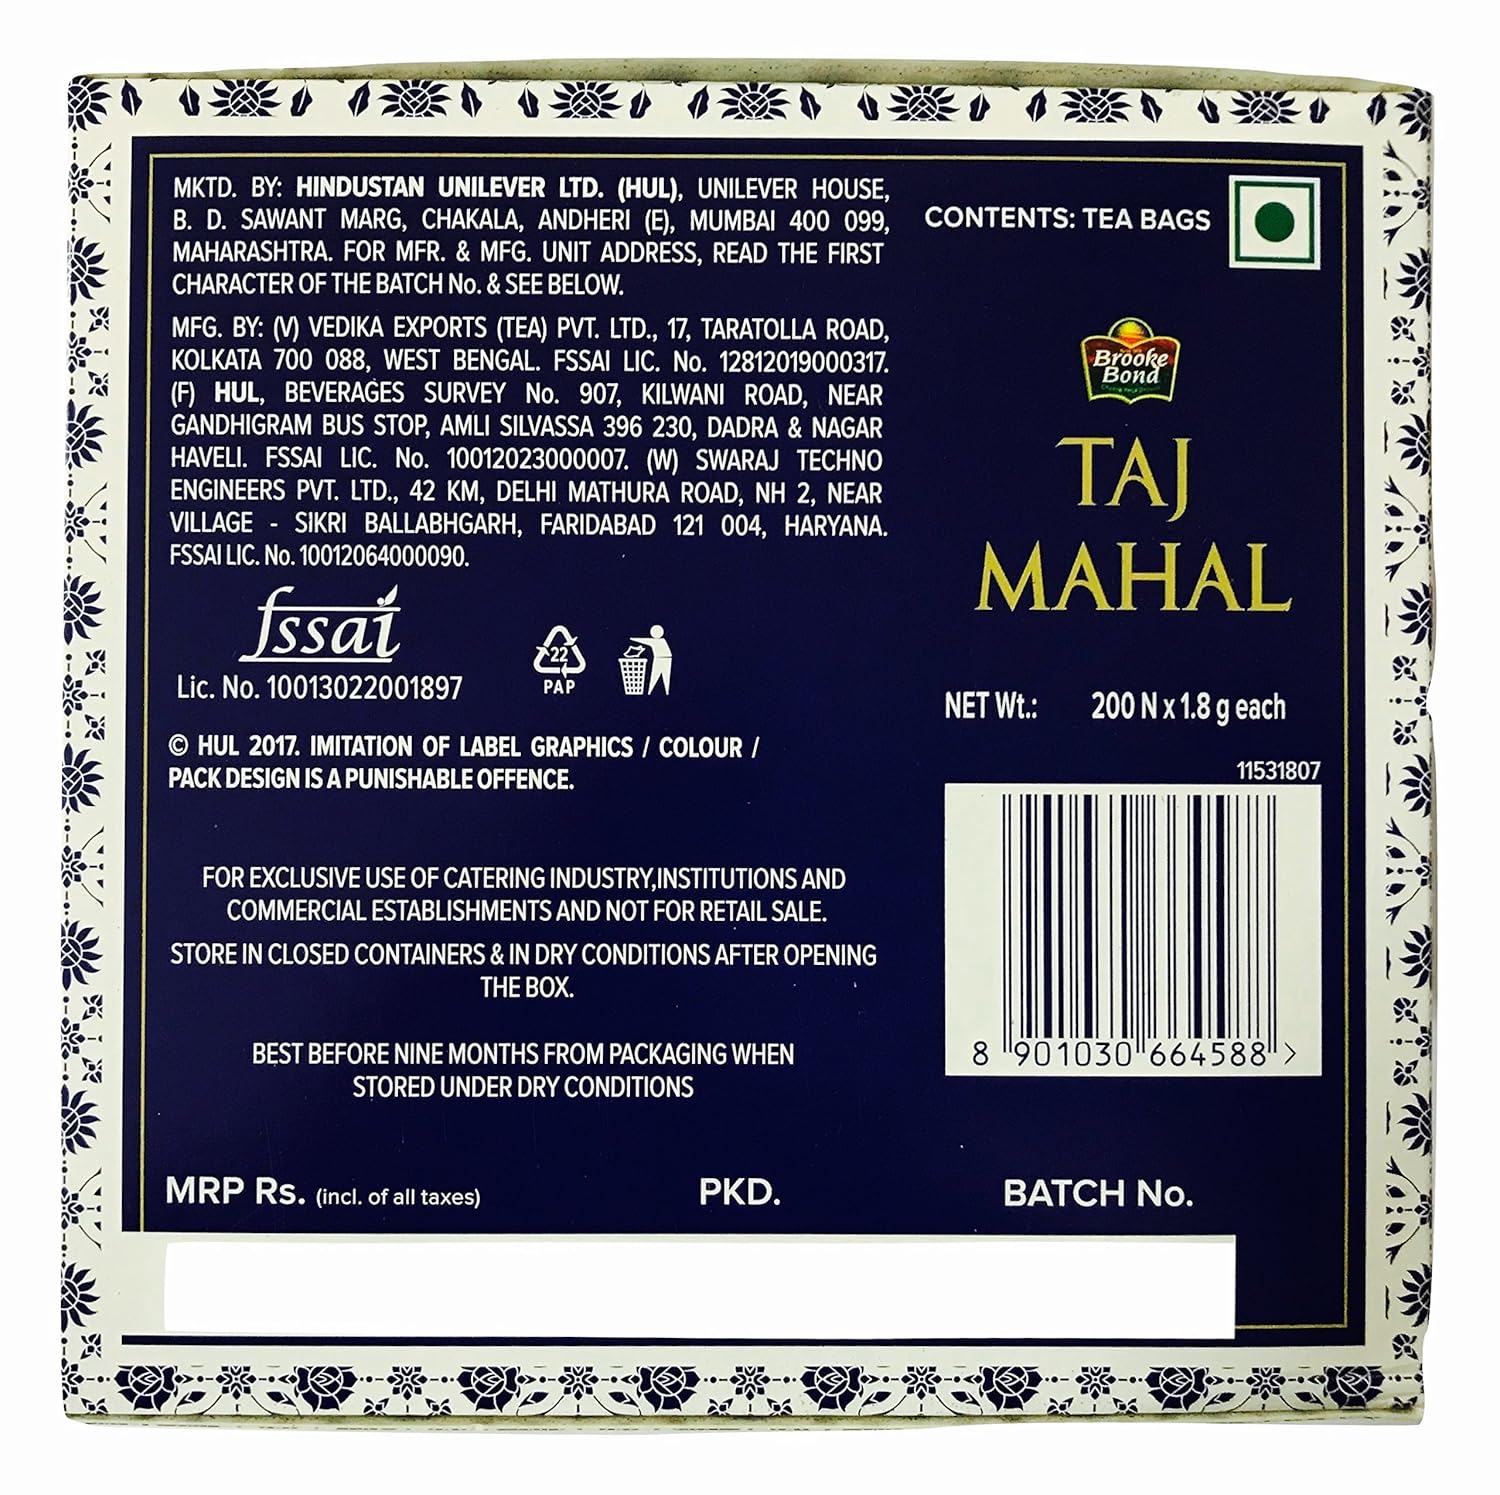 MKTD. BY: HINDUSTAN UNILEVER LTD. (HUL), UNILEVER HOUSE,
B. D. SAWANT MARG, CHAKALA, ANDHERI (E), MUMBAI 400 099,
MAHARASHTRA. FOR MFR. & MFG. UNIT ADDRESS, READ THE FIRST
CHARACTER OF THE BATCH No. & SEE BELOW.
MFG. BY: (V) VEDIKA EXPORTS (TEA) PVT. LTD., 17, TARATOLLA ROAD,
KOLKATA 700 088, WEST BENGAL. FSSAI LIC. No. 12812019000317.
(F) HUL, BEVERAGES SURVEY No. 907, KILWANI ROAD, NEAR
GANDHIGRAM BUS STOP, AMLI SILVASSA 396 230, DADRA & NAGAR
HAVELI. FSSAI LIC. No. 10012023000007. (W) SWARAJ TECHNO
ENGINEERS PVT. LTD., 42 KM, DELHI MATHURA ROAD, NH 2, NEAR
VILLAGE - SIKRI BALLABHGARH, FARIDABAD 121 004, HARYANA.
FSSAI LIC. No. 10012064000090.
fssai
Lic. No. 10013022001897
22
PAP
© HUL 2017. IMITATION OF LABEL GRAPHICS / COLOUR /
PACK DESIGN IS A PUNISHABLE OFFENCE.
FOR EXCLUSIVE USE OF CATERING INDUSTRY,INSTITUTIONS AND
COMMERCIAL ESTABLISHMENTS AND NOT FOR RETAIL SALE.
STORE IN CLOSED CONTAINERS & IN DRY CONDITIONS AFTER OPENING
THE BOX.
BEST BEFORE NINE MONTHS FROM PACKAGING WHEN
STORED UNDER DRY CONDITIONS
CONTENTS: TEA BAGS
Brooke
Bond
TAJ
MAHAL
NET Wt.: 200 N x 1.8 g each
11531807
8 901030 664588 >
MRP Rs. (incl. of all taxes) PKD. BATCH No.